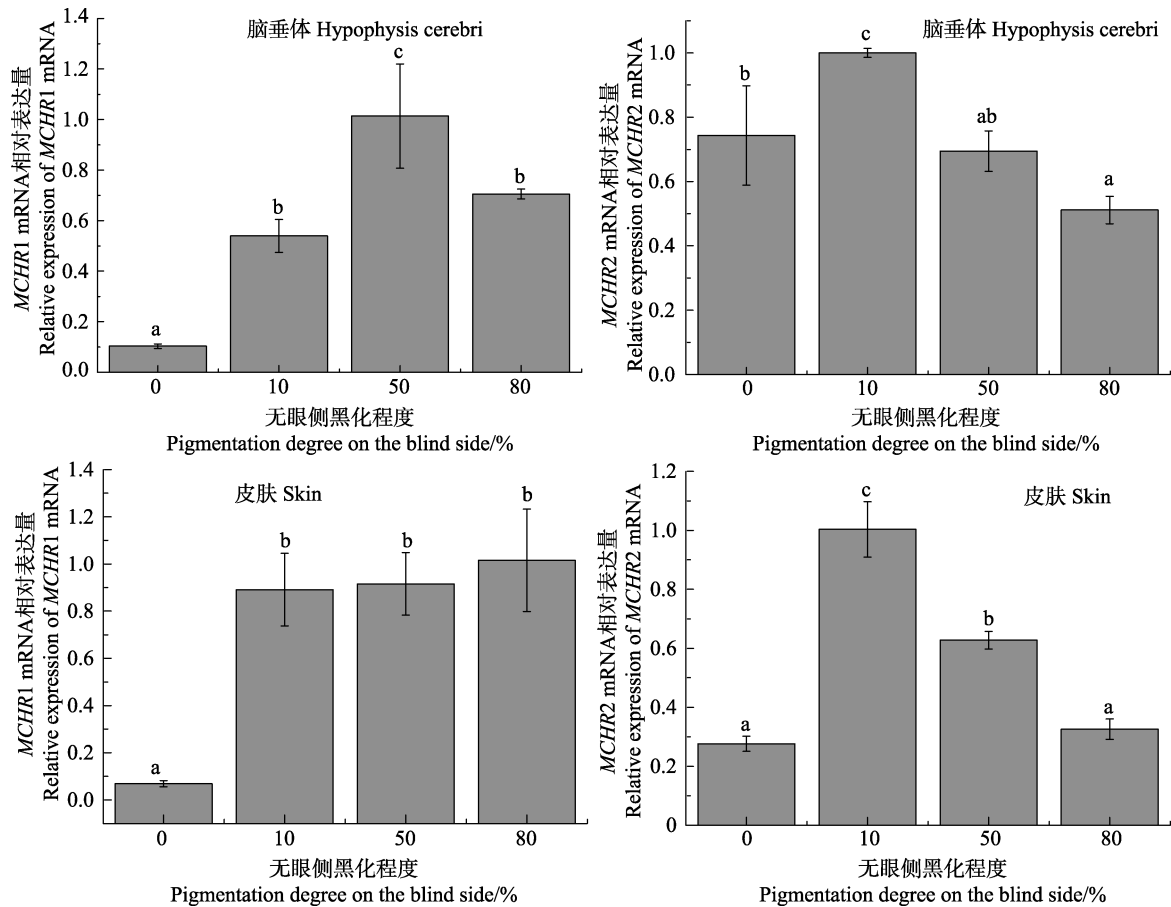 脑垂体 Hypophysis cerebri
MCHR1 mRNA相对表达量
Relative expression of MCHR1 mRNA
1.4
1.2
1.0
0.8
0.6
0.4
0.2
0.0
a
b
c
b
0 10 50 80
无眼侧黑化程度
Pigmentation degree on the blind side/%
脑垂体 Hypophysis cerebri
MCHR2 mRNA相对表达量
Relative expression of MCHR2 mRNA
1.0
0.8
0.6
0.4
0.2
0.0
b
c
ab
a
0 10 50 80
无眼侧黑化程度
Pigmentation degree on the blind side/%
皮肤 Skin
MCHR1 mRNA相对表达量
Relative expression of MCHR1 mRNA
1.4
1.2
1.0
0.8
0.6
0.4
0.2
0.0
a
b
b
b
0 10 50 80
无眼侧黑化程度
Pigmentation degree on the blind side/%
皮肤 Skin
MCHR2 mRNA相对表达量
Relative expression of MCHR2 mRNA
1.2
1.0
0.8
0.6
0.4
0.2
0
a
c
b
a
0 10 50 80
无眼侧黑化程度
Pigmentation degree on the blind side/%